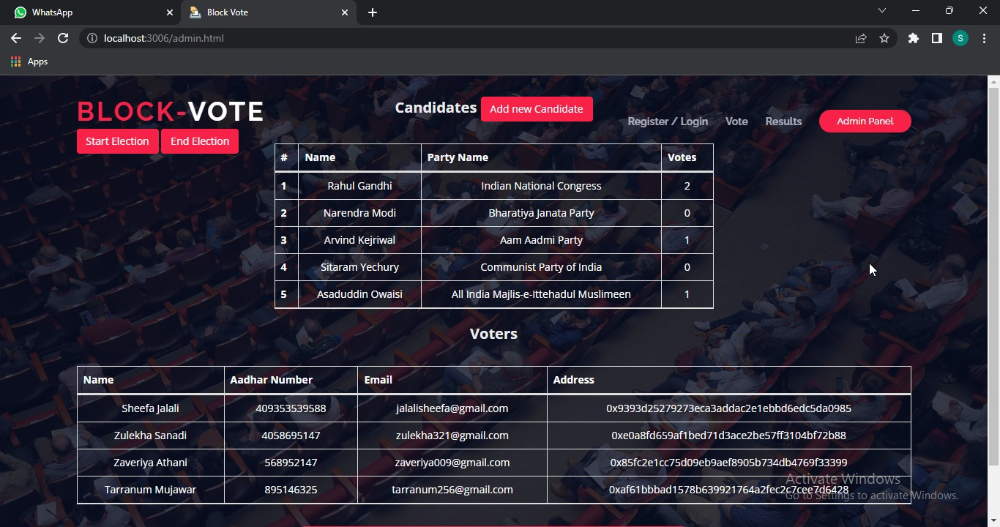 WhatsApp
Block Vote
localhost:3006/admin.html
S
Apps
BLOCK-VOTE
Candidates Add new Candidate
Register / Login Vote Results Admin Panel
Start Election End Election
# Name Party Name Votes
1 Rahul Gandhi Indian National Congress 2
2 Narendra Modi Bharatiya Janata Party 0
3 Arvind Kejriwal Aam Aadmi Party 1
4 Sitaram Yechury Communist Party of India 0
5 Asaduddin Owaisi All India Majlis-e-Ittehadul Muslimeen 1
Voters
Name Aadhar Number Email Address
Sheefa Jalali 409353539588 jalalisheefa@gmail.com 0x9393d25279273eca3addac2e1ebbd6edc5da0985
Zulekha Sanadi 4058695147 zulekha321@gmail.com 0xe0a8fd659af1bed71d3ace2be57ff3104bf72b88
Zaveriya Athani 568952147 zaveriya009@gmail.com 0x85fc2e1cc75d09eb9aef8905b734db4769f33399
Tarranum Mujawar 895146325 tarranum256@gmail.com 0xaf61bbbad1578b639921764a2fec2c7cee7d6428
Activate Windows
Go to Settings to activate Windows.